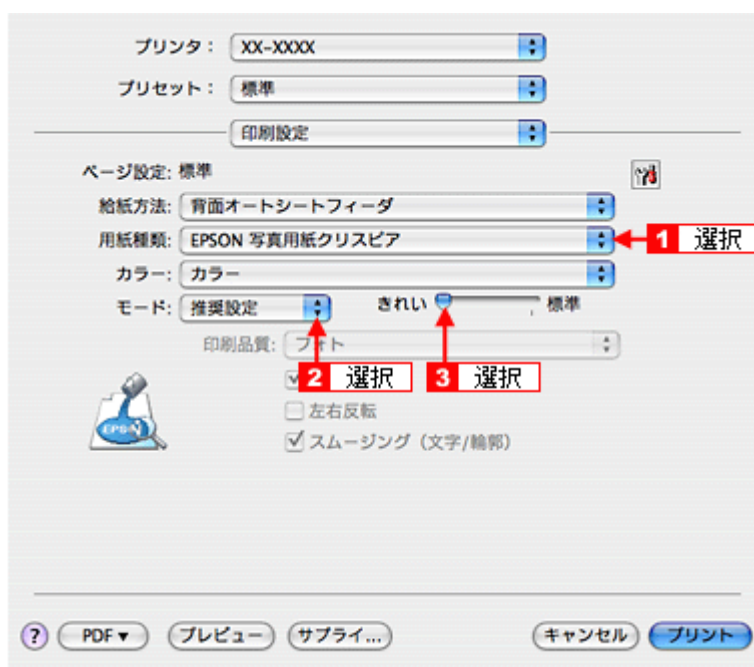 プリンタ： XX-XXXX
プリセット： 標準
印刷設定
ページ設定: 標準
給紙方法: 背面オートシートフィーダ
用紙種類: EPSON 写真用紙クリスピア
1 選択
カラー: カラー
モード: 推奨設定 きれい 標準
印刷品質: フォト
2 選択 3 選択
左右反転
スムージング（文字/輪郭）
EPSON
? PDF▼ プレビュー サプライ... キャンセル プリント